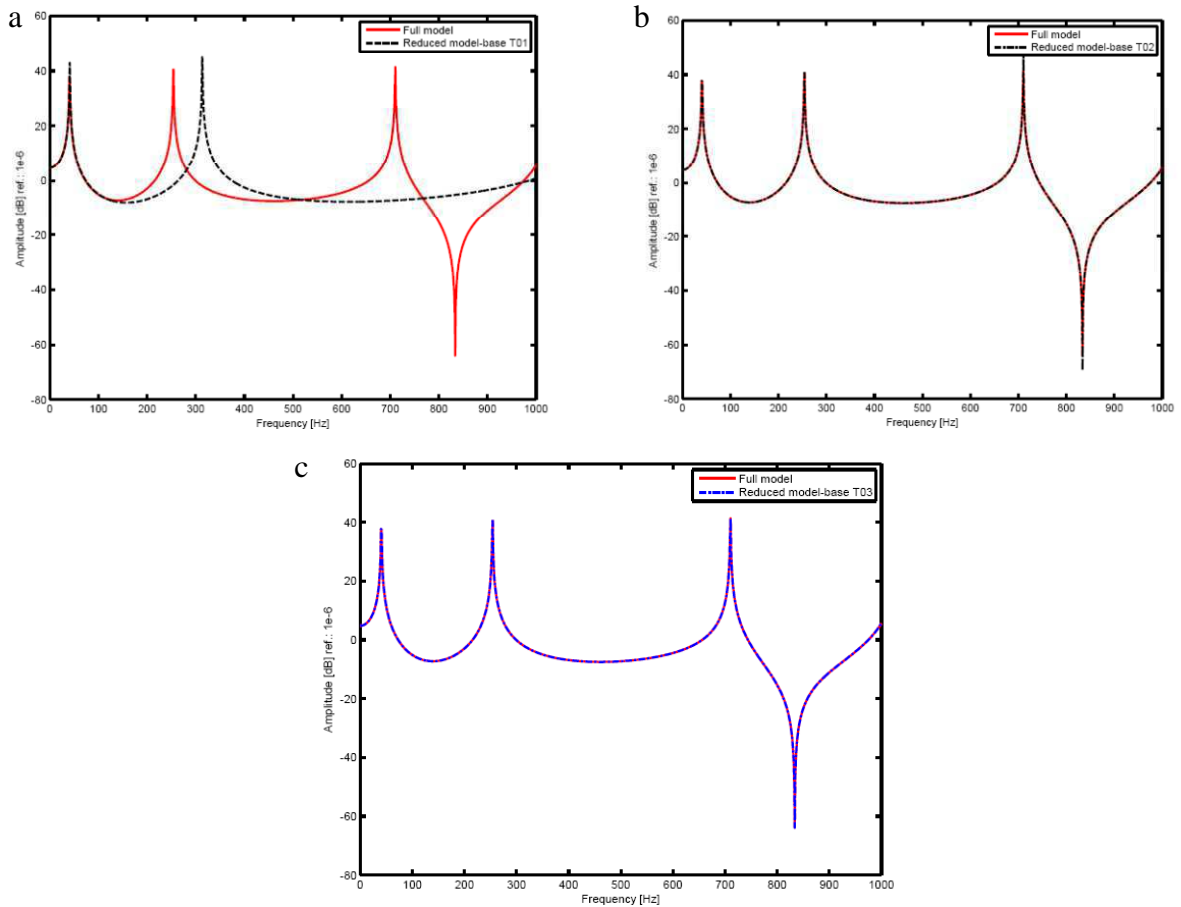 a
Full model
Reduced model-base T01
60
40
20
0
-20
-40
-60
-80
Amplitude [dB] ref.: 1e-6
0 100 200 300 400 500 600 700 800 900 1000
Frequency [Hz]
b
Full model
Reduced model-base T02
60
40
20
0
-20
-40
-60
-80
Amplitude [dB] ref.: 1e-6
0 100 200 300 400 500 600 700 800 900 1000
Frequency [Hz]
c
Full model
Reduced model-base T03
60
40
20
0
-20
-40
-60
-80
Amplitude [dB] ref.: 1e-6
0 100 200 300 400 500 600 700 800 900 1000
Frequency [Hz]